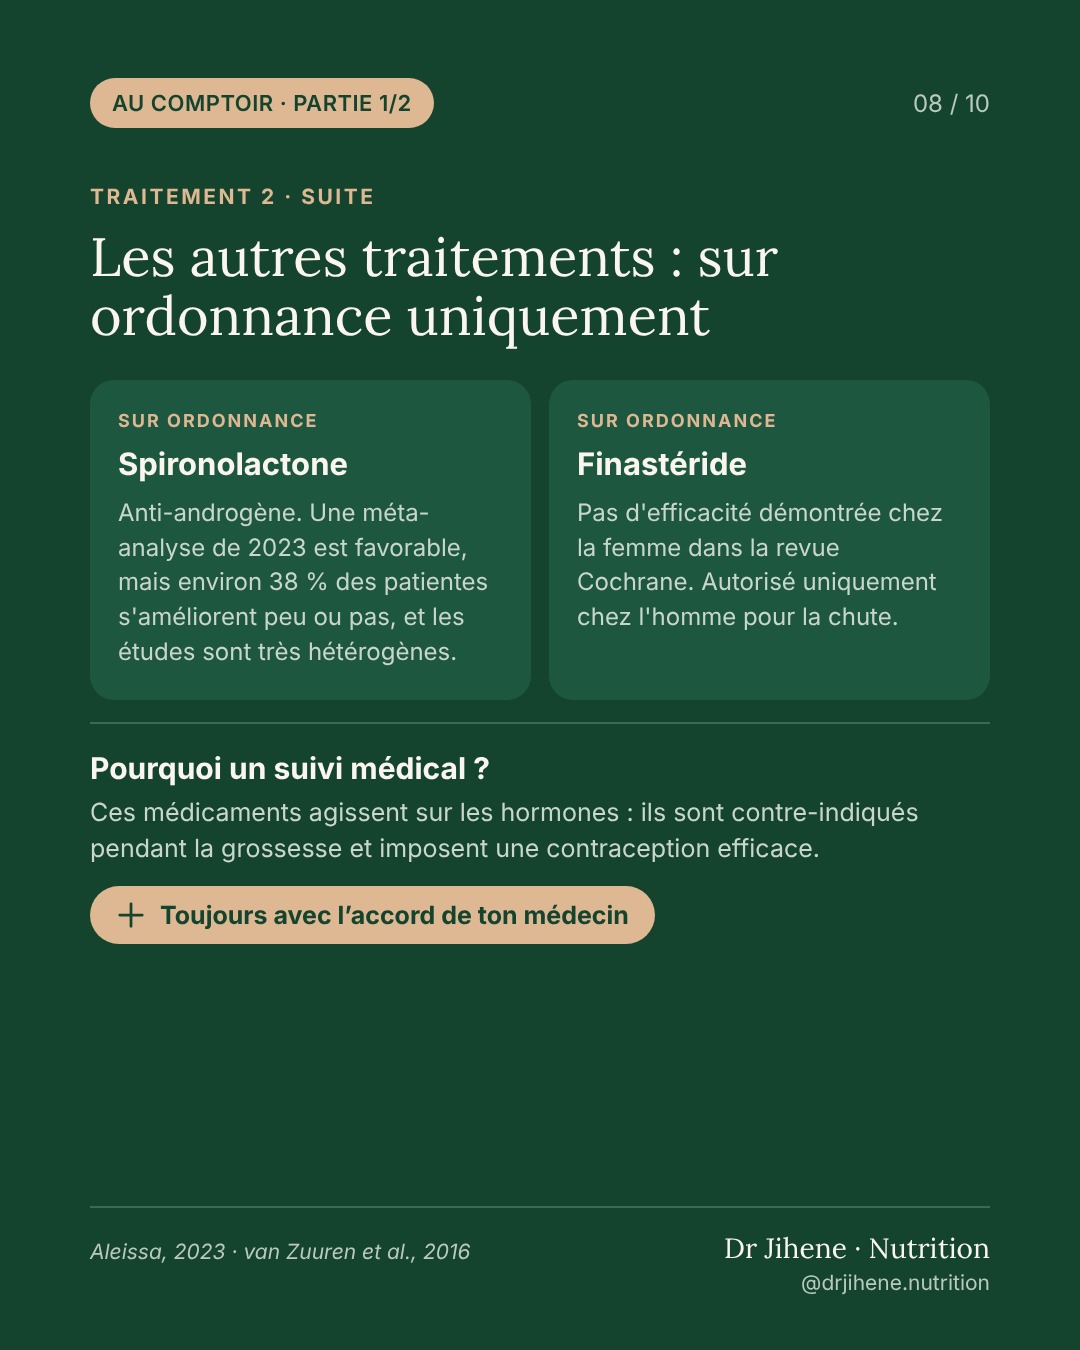 AU COMPTOIR · PARTIE 1/2
08 / 10
TRAITEMENT 2 · SUITE
Les autres traitements : sur
ordonnance uniquement
SUR ORDONNANCE
Spironolactone
Anti-androgène. Une méta-
analyse de 2023 est favorable,
mais environ 38 % des patientes
s'améliorent peu ou pas, et les
études sont très hétérogènes.
SUR ORDONNANCE
Finastéride
Pas d'efficacité démontrée chez
la femme dans la revue
Cochrane. Autorisé uniquement
chez l'homme pour la chute.
Pourquoi un suivi médical ?
Ces médicaments agissent sur les hormones : ils sont contre-indiqués
pendant la grossesse et imposent une contraception efficace.
+ Toujours avec l’accord de ton médecin
Aleissa, 2023 · van Zuuren et al., 2016
Dr Jihene · Nutrition
@drjihene.nutrition